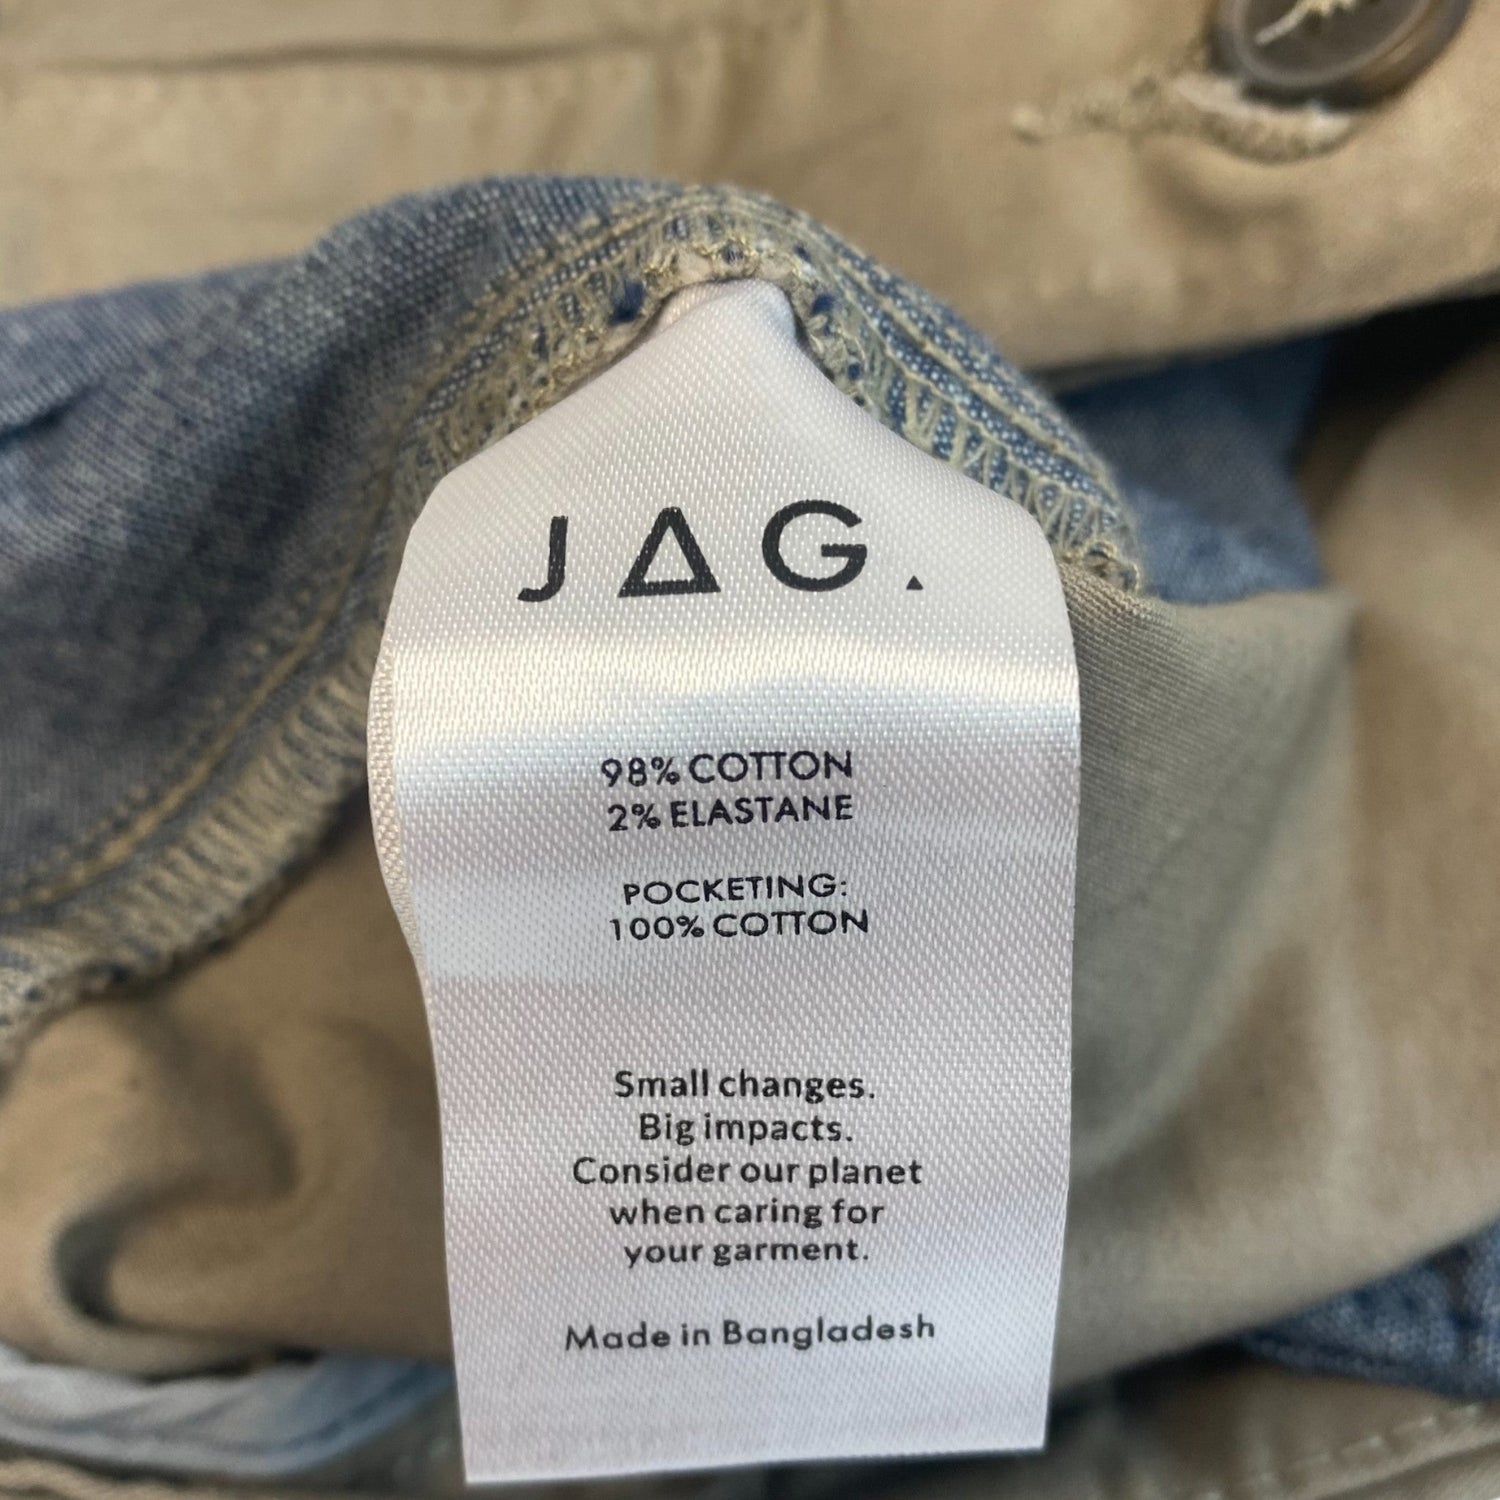 JAG.
98% COTTON
2% ELASTANE
POCKETING:
100% COTTON
Small changes.
Big impacts.
Consider our planet
when caring for
your garment.
Made in Bangladesh